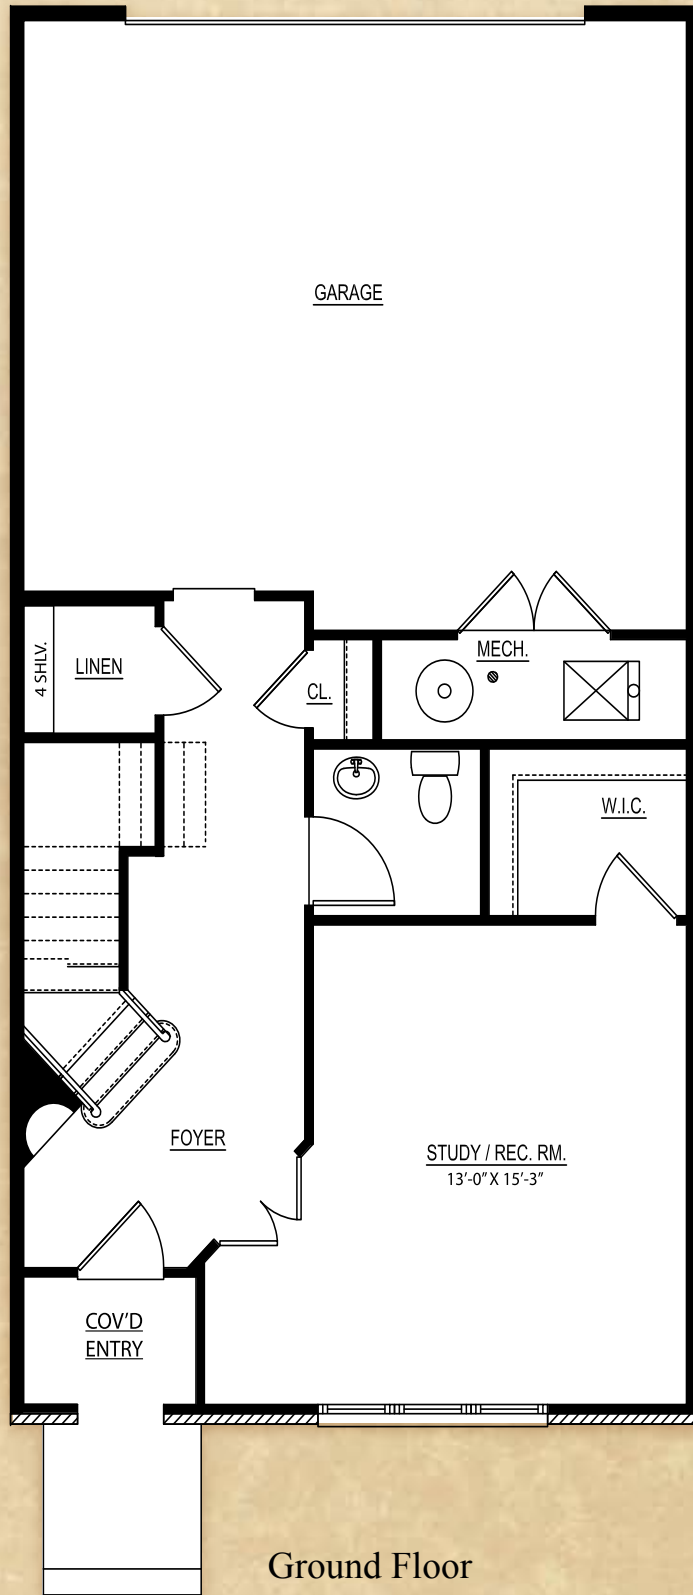 GARAGE
MECH.
4 SHLV.
LINEN
CL.
W.I.C.
FOYER
STUDY / REC. RM.
13'-0" X 15'-3"
COV'D
ENTRY
Ground Floor